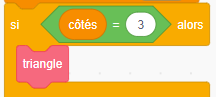 si côtés = 3 alors
triangle